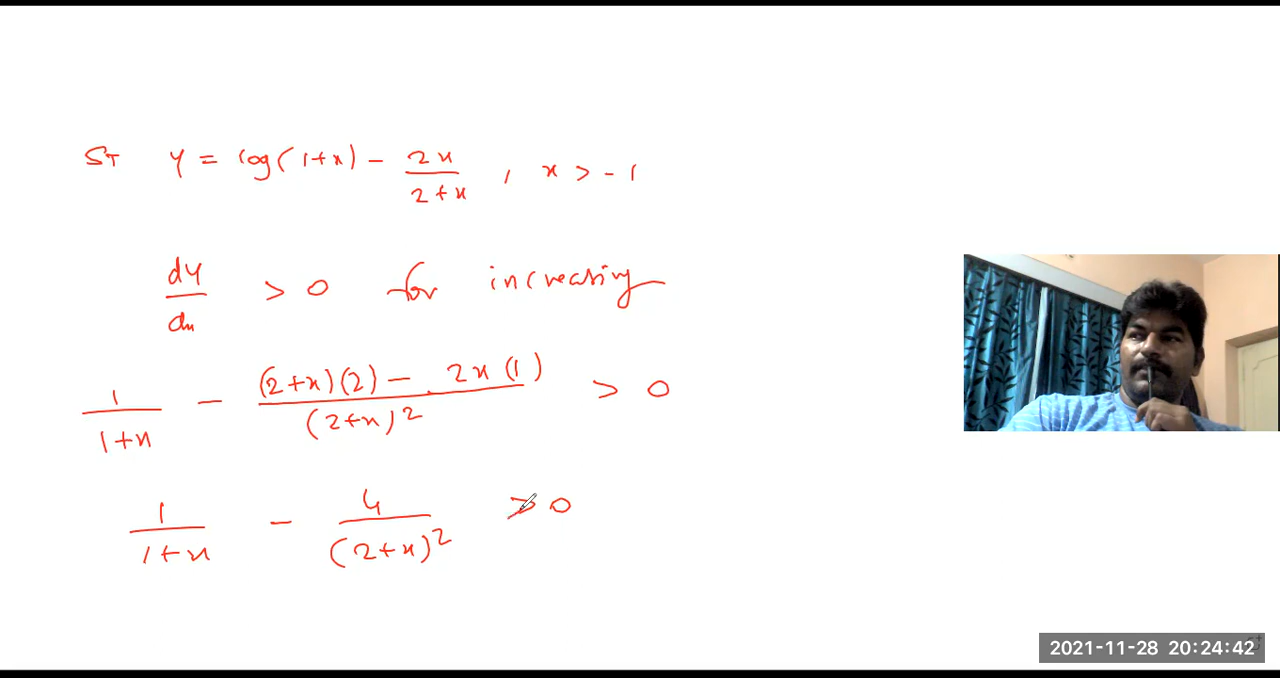 ST y = log(1+x) - 2x/2+x , x > -1
dy/dx > 0 for increasing
1/1+x - (2+x)(2) - 2x(1)/(2+x)² > 0
1/1+x - 4/(2+x)² > 0
2021-11-28 20:24:42